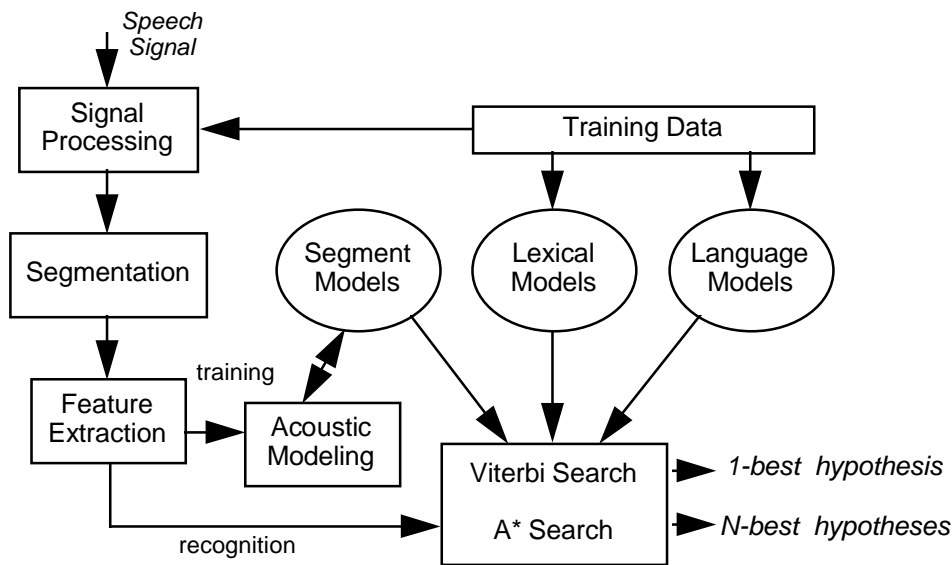 Speech
Signal
Signal
Processing
Training Data
Segmentation
Segment
Models
Lexical
Models
Language
Models
training
Feature
Extraction
Acoustic
Modeling
Viterbi Search
1-best hypothesis
A* Search
N-best hypotheses
recognition